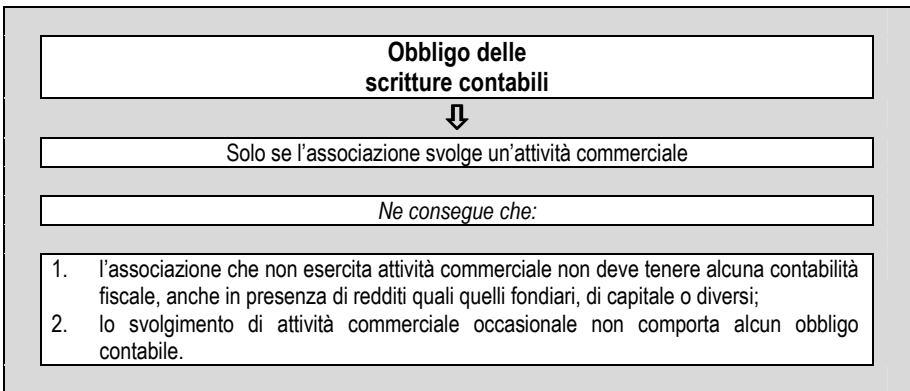 Obbligo delle
scritture contabili
⇩
Solo se l'associazione svolge un'attività commerciale
Ne consegue che:
1. l'associazione che non esercita attività commerciale non deve tenere alcuna contabilità
fiscale, anche in presenza di redditi quali quelli fondiari, di capitale o diversi;
2. lo svolgimento di attività commerciale occasionale non comporta alcun obbligo
contabile.